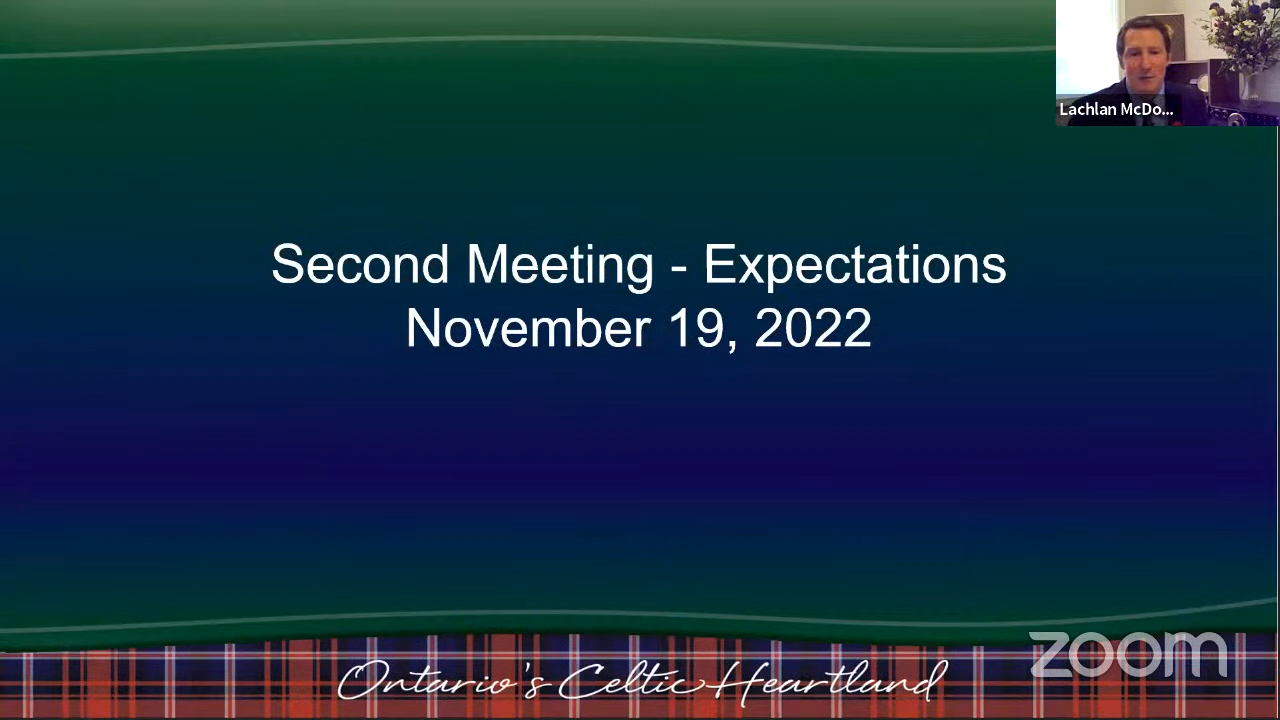 Lachlan McDo...
Second Meeting - Expectations
November 19, 2022
zoom
Ontario's Celtic Heartland